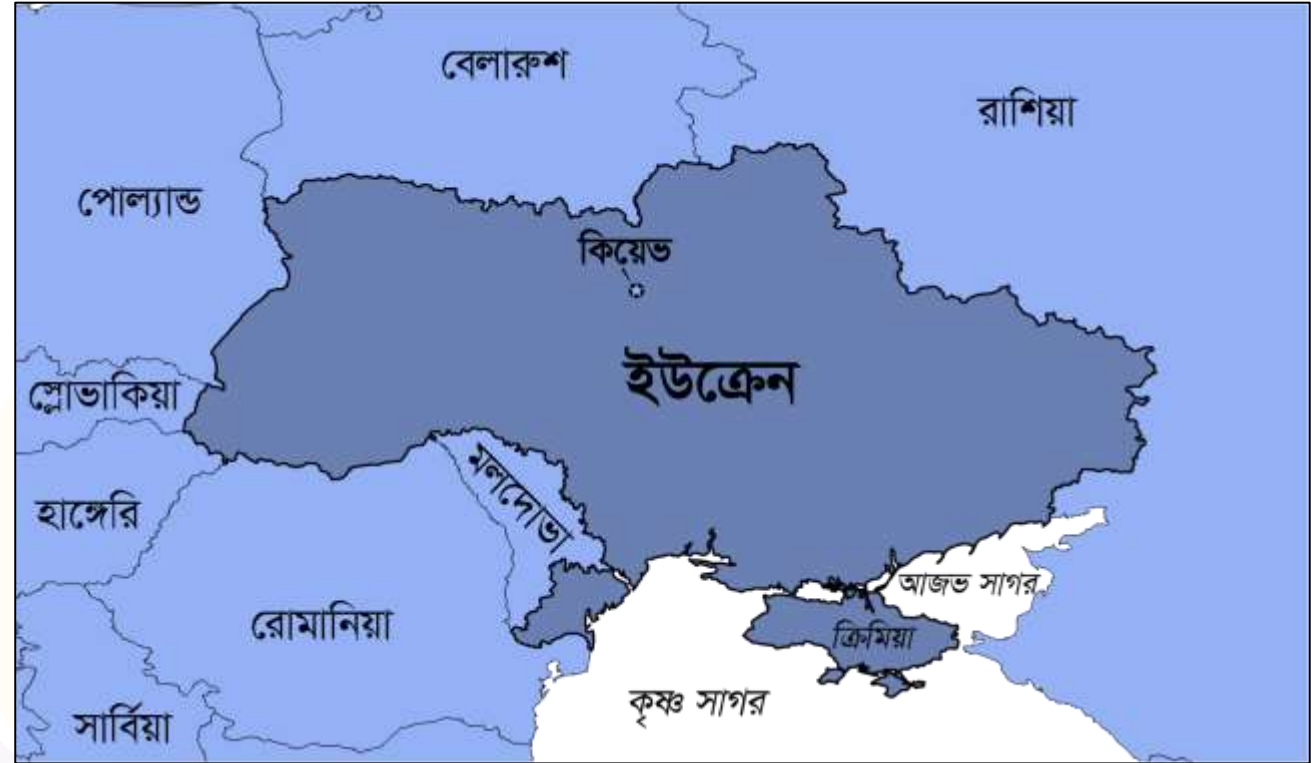 বেলারুশ
রাশিয়া
পোল্যান্ড
কিয়েভ
ইউক্রেন
স্লোভাকিয়া
মলদোভা
হাঙ্গেরি
আজভ সাগর
রোমানিয়া
ক্রিমিয়া
কৃষ্ণ সাগর
সার্বিয়া